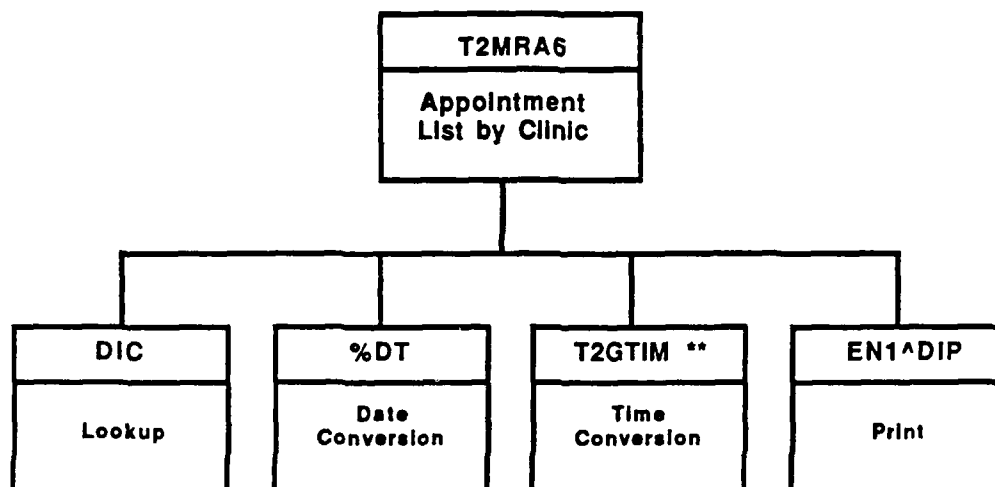 T2MRA6
Appointment
List by Clinic
DIC
Lookup
%DT
Date
Conversion
T2GTIM **
Time
Conversion
EN1^DIP
Print